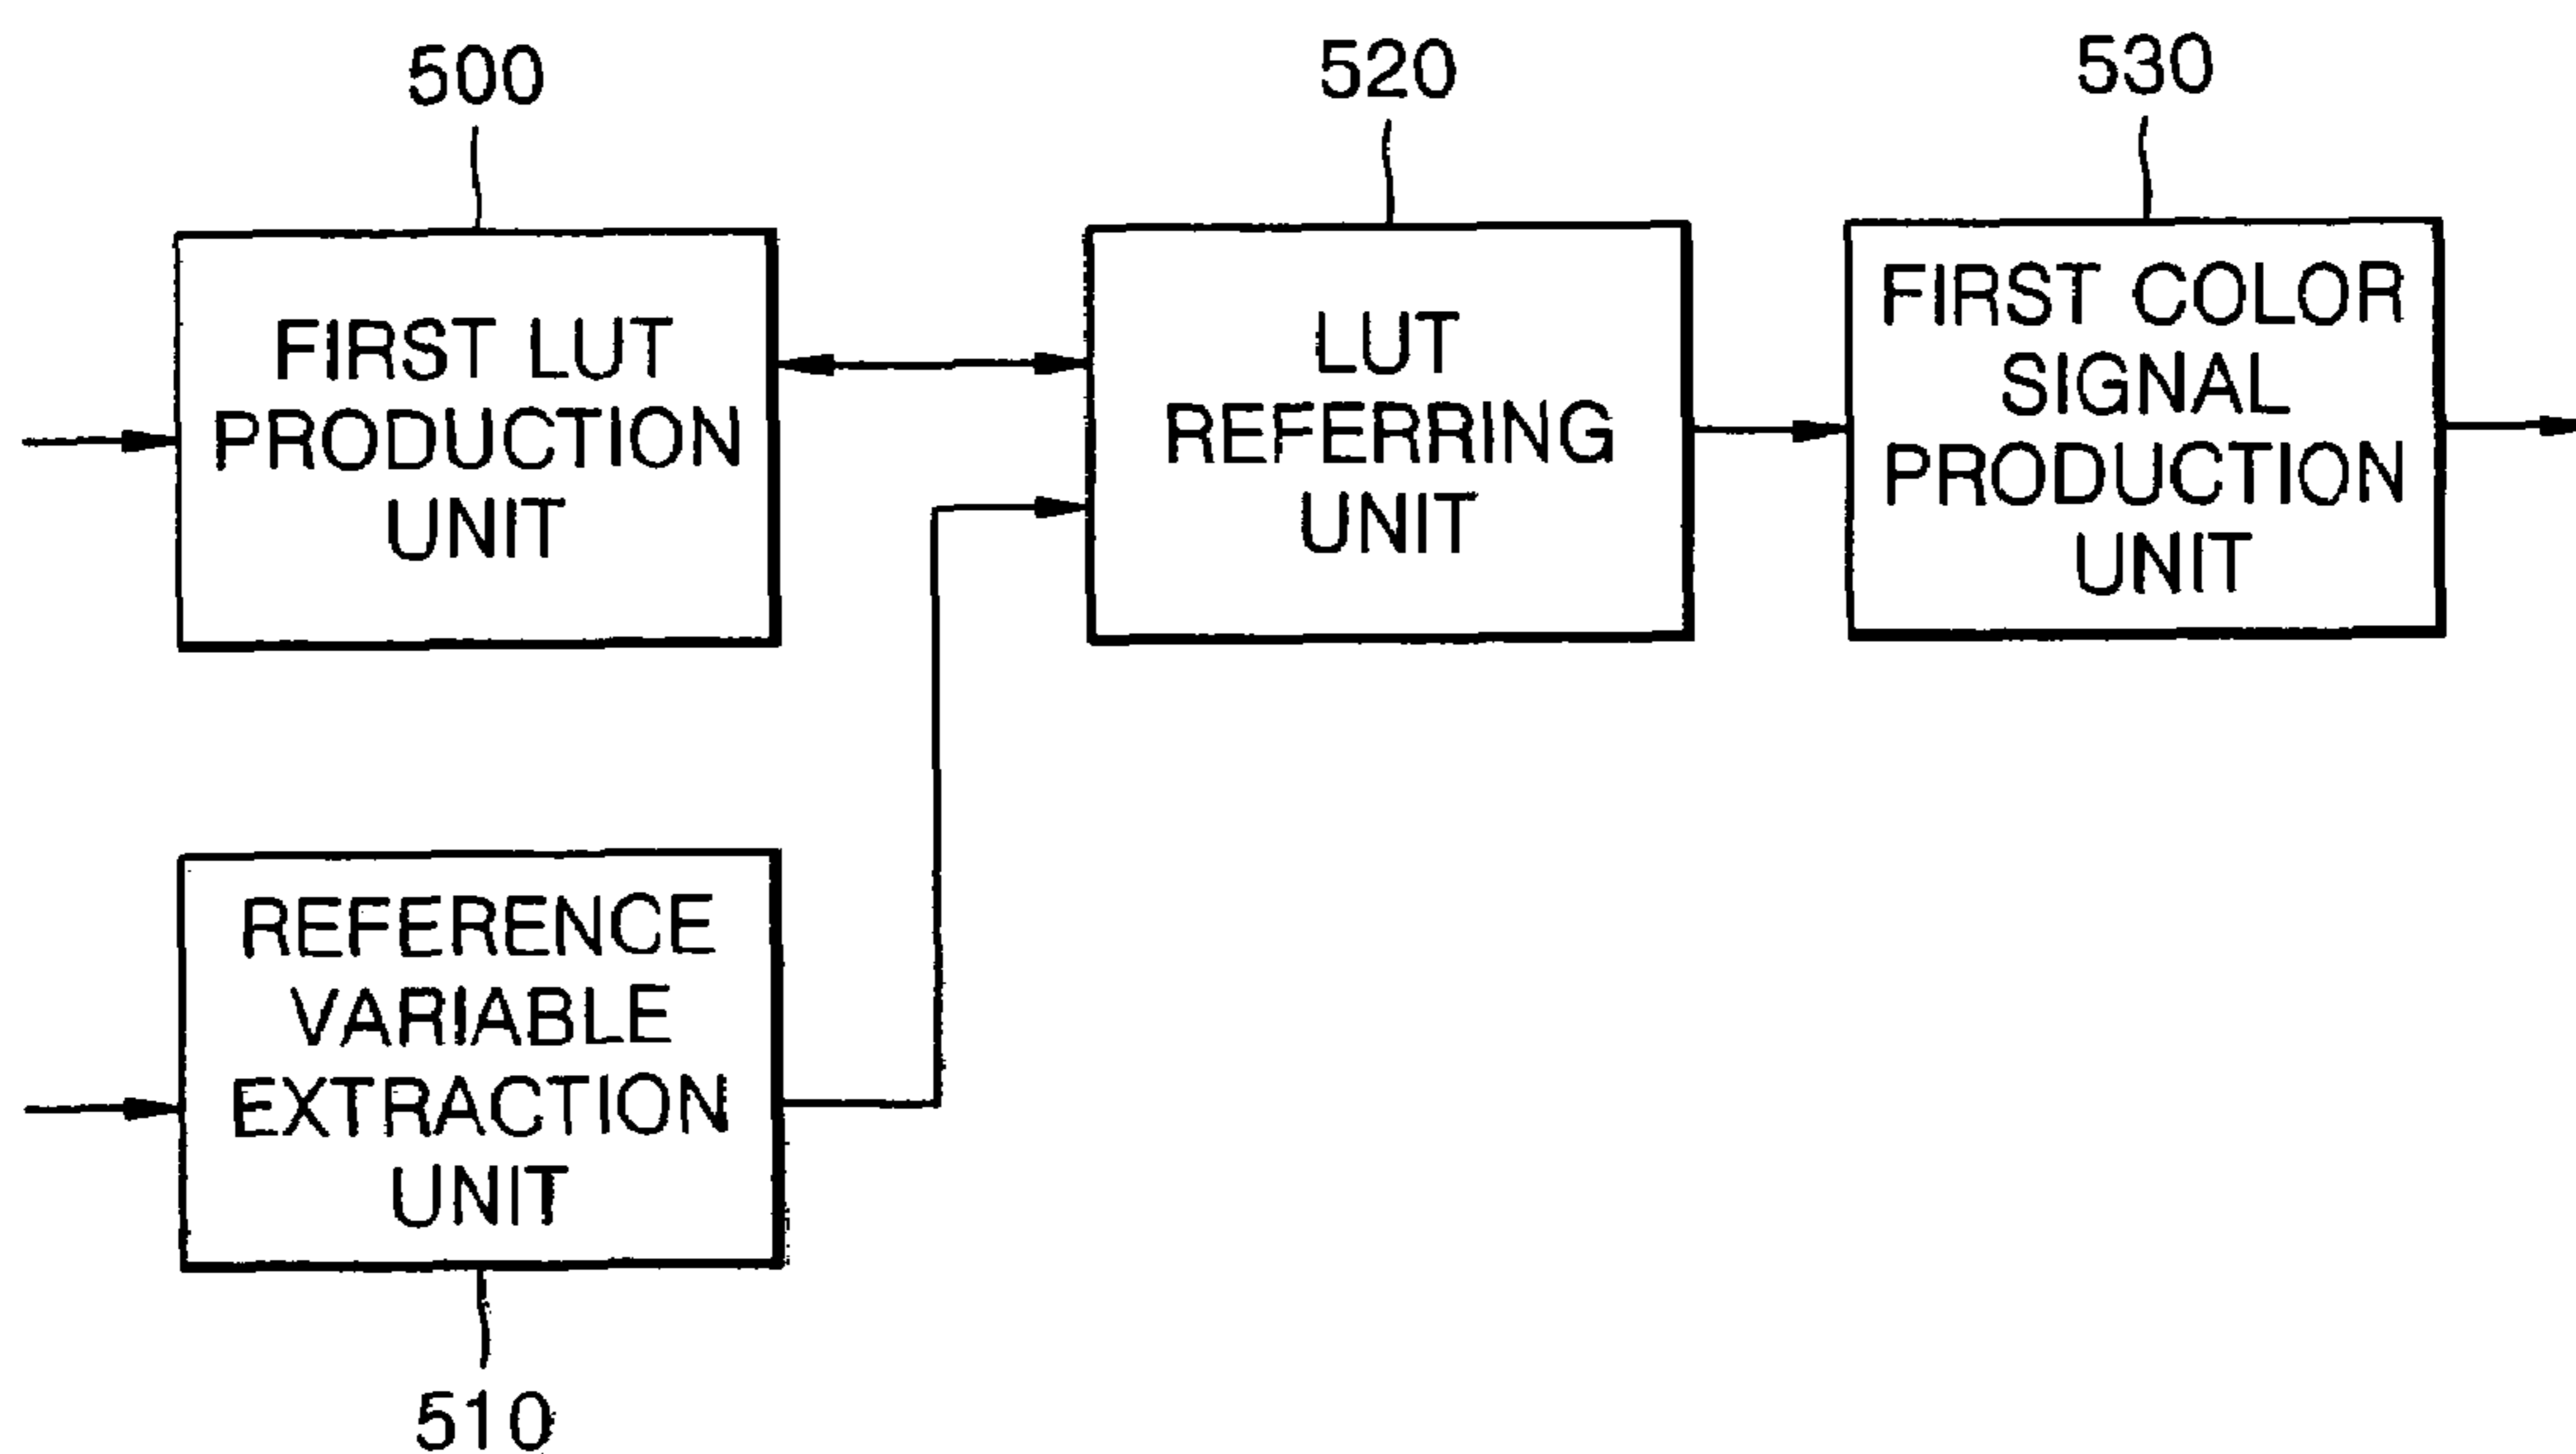 500
520
530
FIRST LUT
PRODUCTION
UNIT
LUT
REFERRING
UNIT
FIRST COLOR
SIGNAL
PRODUCTION
UNIT
REFERENCE
VARIABLE
EXTRACTION
UNIT
510